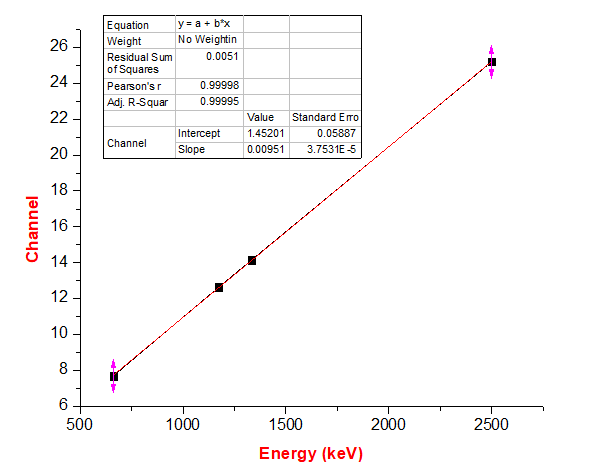 Equation y = a + b*x
Weight No Weightin
Residual Sum of Squares 0.0051
Pearson's r 0.99998
Adj. R-Squar 0.99995
Value Standard Erro
Channel Intercept 1.45201 0.05887
Slope 0.00951 3.7531E-5
26
24
22
20
18
16
14
12
10
8
6
Channel
500 1000 1500 2000 2500
Energy (keV)